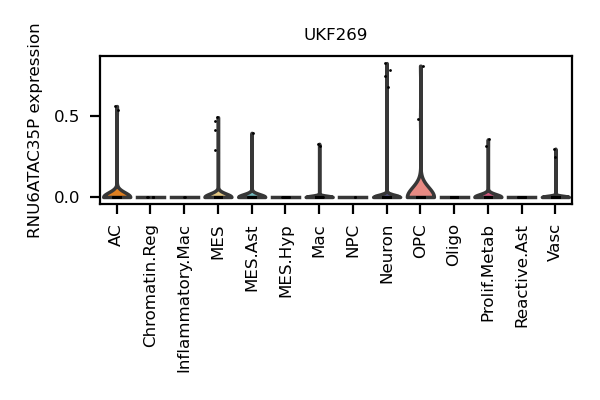 UKF269
RNU6ATAC35P expression
0.5
0.0
AC
Chromatin.Reg
Inflammatory.Mac
MES
MES.Ast
MES.Hyp
Mac
NPC
Neuron
OPC
Oligo
Prolif.Metab
Reactive.Ast
Vasc